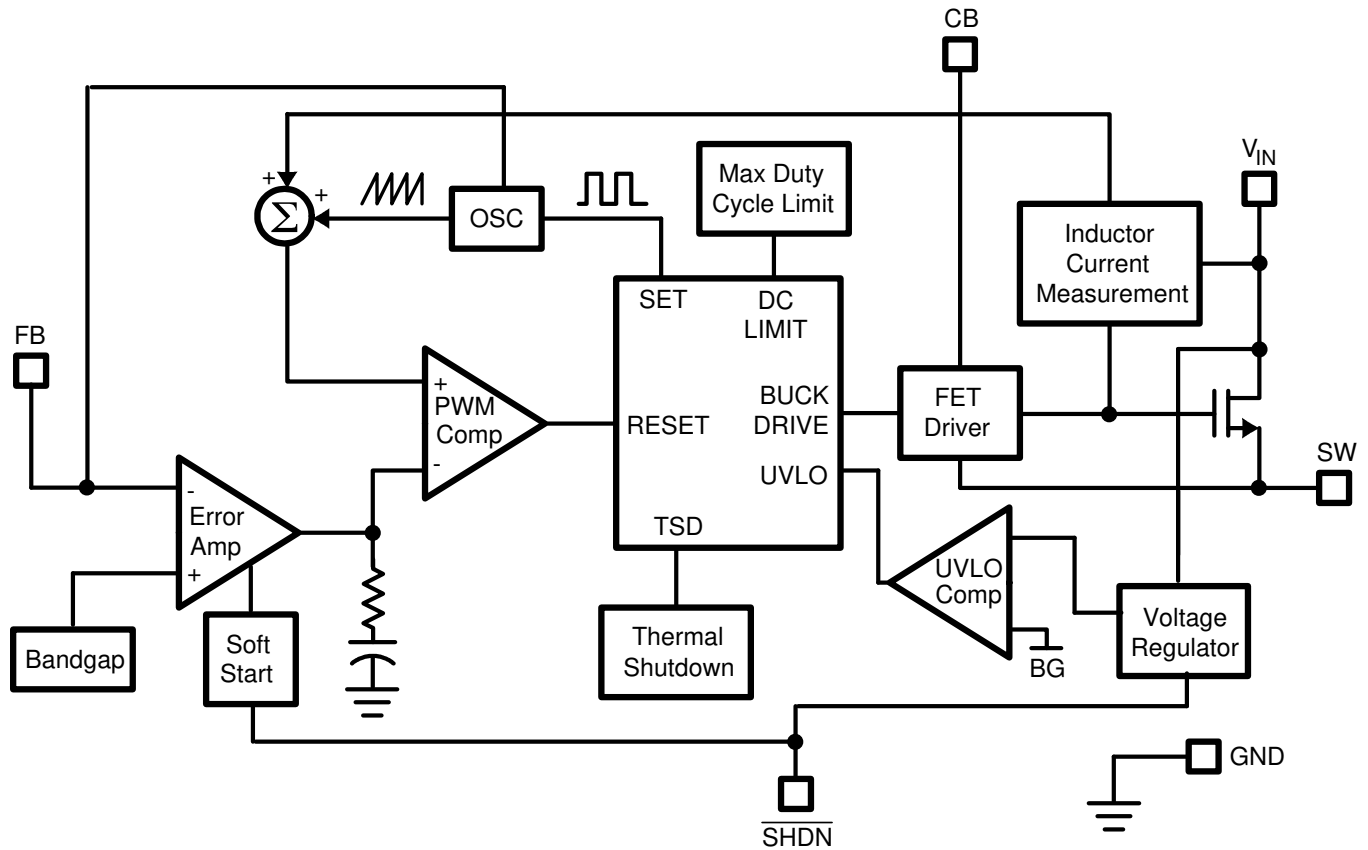 CB
V_IN
Max Duty
Cycle Limit
+
+
Σ
OSC
Inductor
Current
Measurement
SET
DC
LIMIT
FB
+
PWM
Comp
-
RESET
BUCK
DRIVE
FET
Driver
SW
UVLO
-
Error
Amp
+
TSD
UVLO
Comp
Bandgap
Soft
Start
Thermal
Shutdown
BG
Voltage
Regulator
GND
SHDN